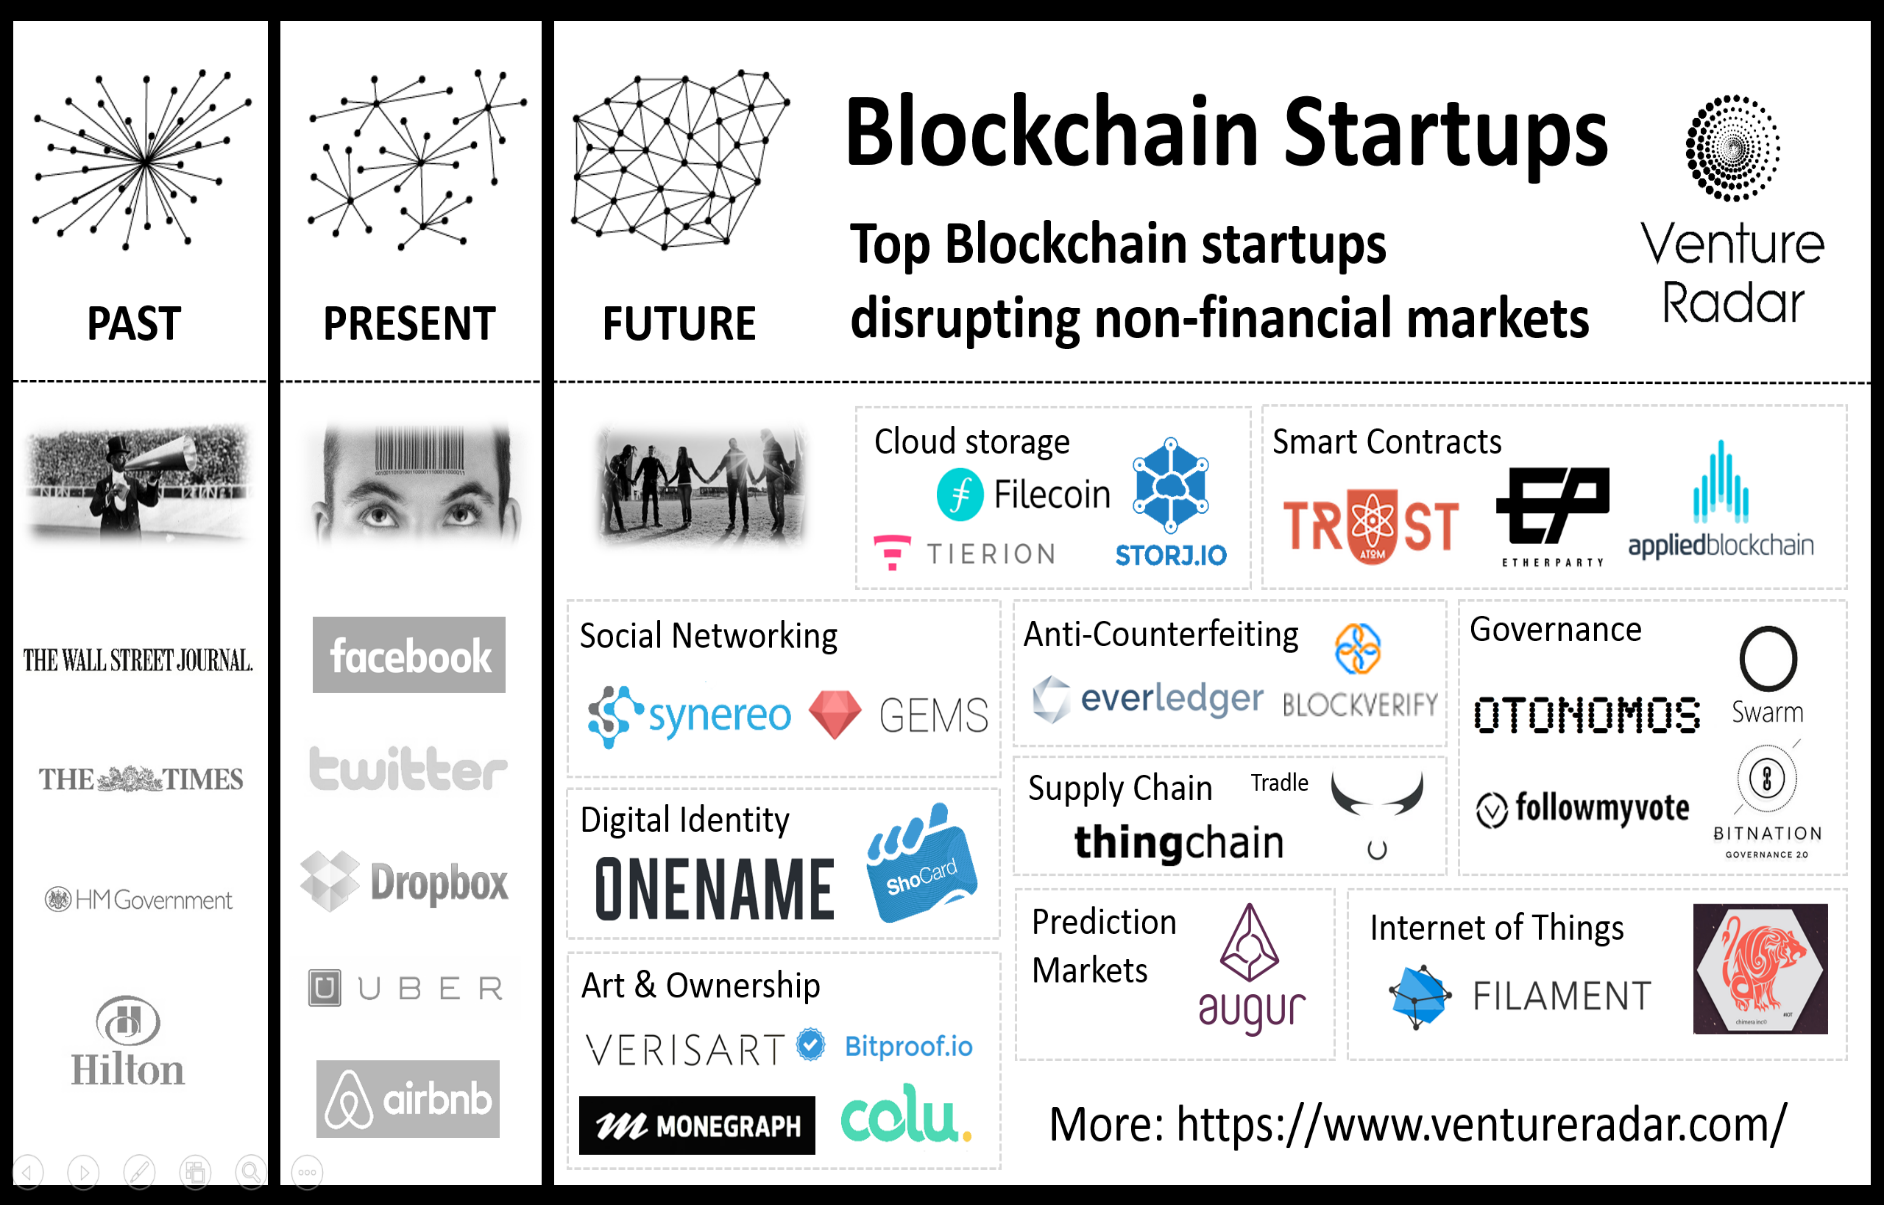 PAST
PRESENT
FUTURE
Blockchain Startups
Top Blockchain startups
disrupting non-financial markets
Venture
Radar
THE WALL STREET JOURNAL.
THE TIMES
HM Government
Hilton
facebook
twitter
Dropbox
UBER
airbnb
Cloud storage
Filecoin
TIERION
STORJ.IO
Smart Contracts
TRUST
ATOM
EP
ETHERPARTY
appliedblockchain
Social Networking
synereo
GEMS
Anti-Counterfeiting
everledger
BLOCKVERIFY
Governance
OTONOMOS
Swarm
followmyvote
BITNATION
GOVERNANCE 2.0
Digital Identity
ONENAME
ShoCard
Supply Chain
Tradle
thingchain
Art & Ownership
VERISART
Bitproof.io
MONEGRAPH
colu.
Prediction
Markets
augur
Internet of Things
FILAMENT
More: https://www.ventureradar.com/